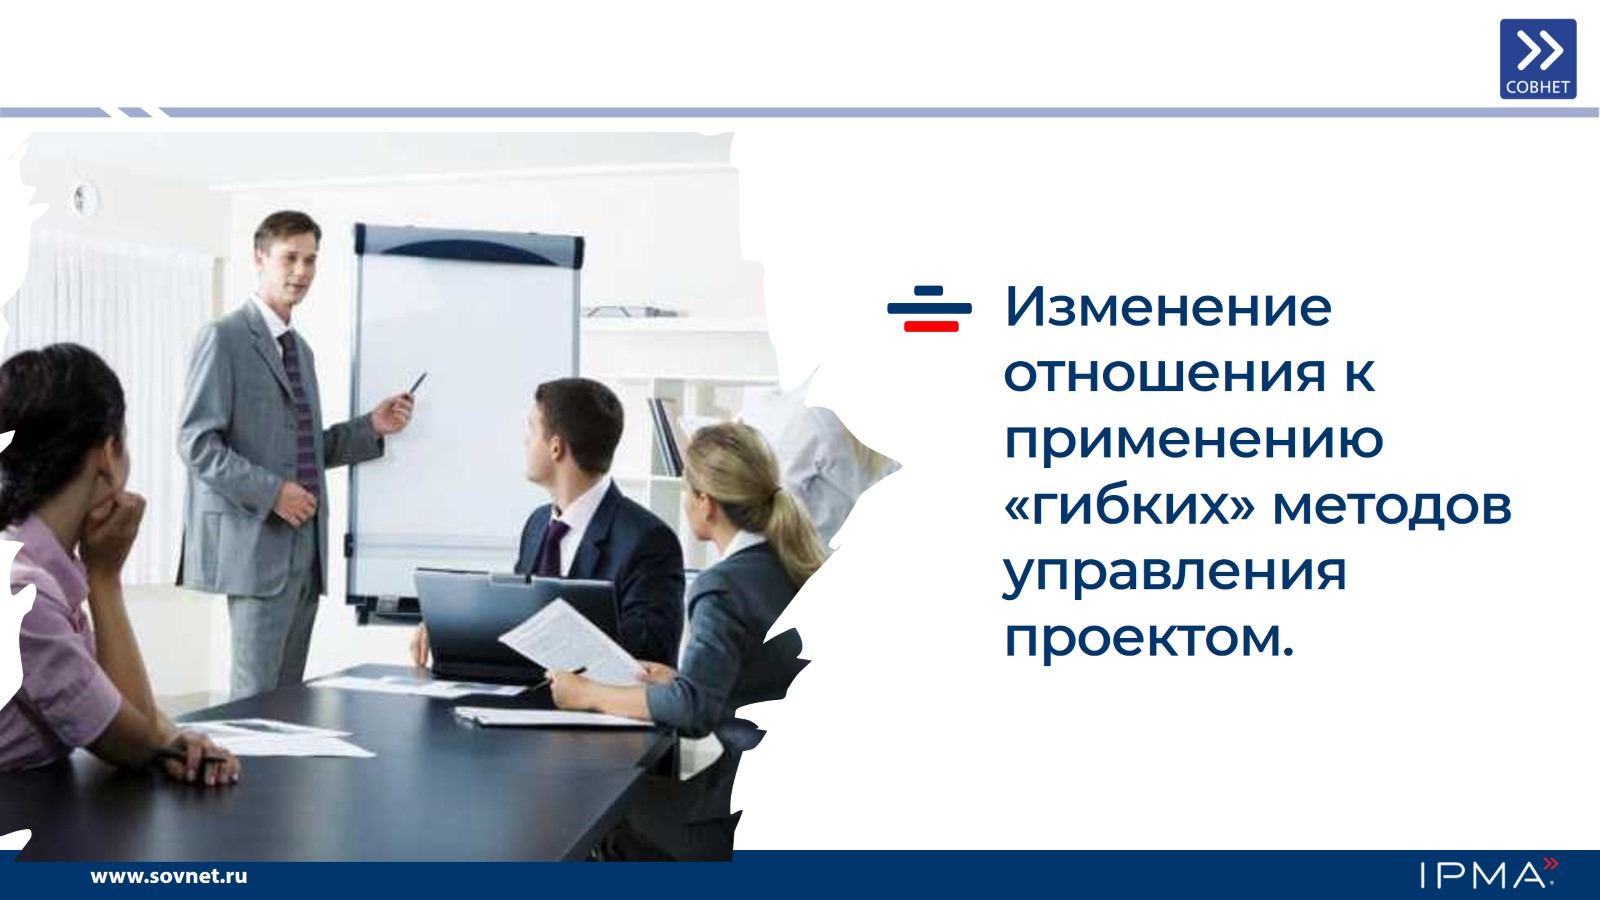 СОВНЕТ
Изменение
отношения к
применению
«гибких» методов
управления
проектом.
www.sovnet.ru
IPMA